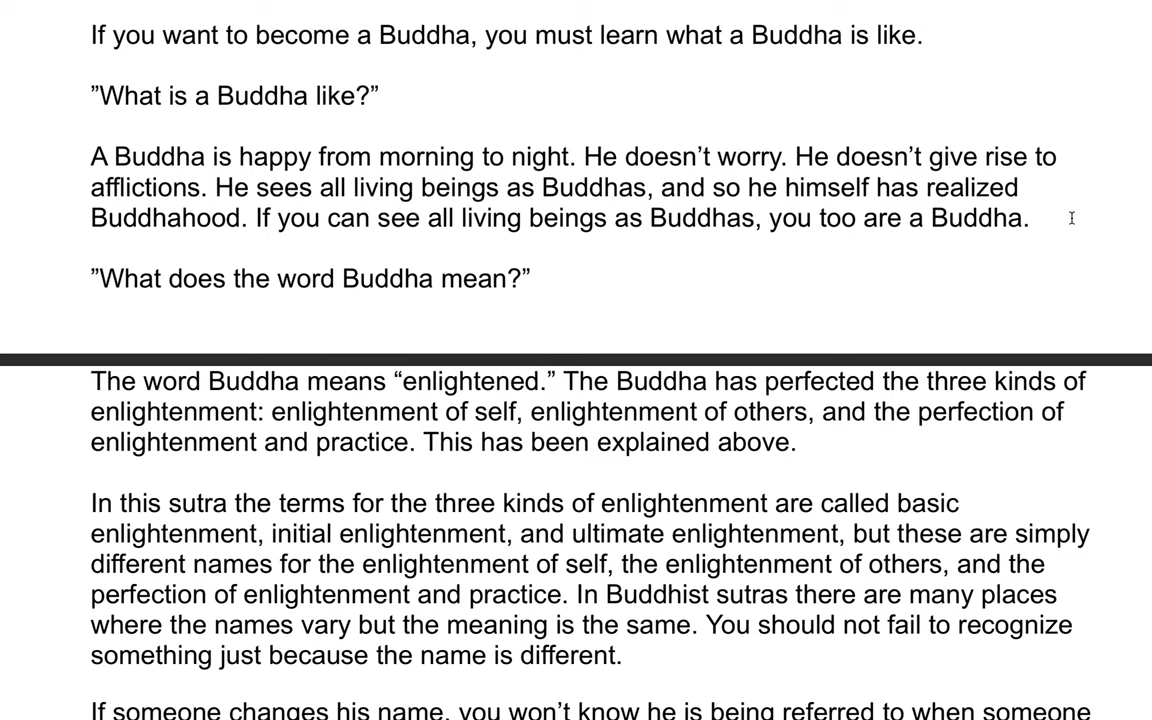 If you want to become a Buddha, you must learn what a Buddha is like.
”What is a Buddha like?”
A Buddha is happy from morning to night. He doesn’t worry. He doesn’t give rise to
afflictions. He sees all living beings as Buddhas, and so he himself has realized
Buddhahood. If you can see all living beings as Buddhas, you too are a Buddha.
”What does the word Buddha mean?”
The word Buddha means “enlightened.” The Buddha has perfected the three kinds of
enlightenment: enlightenment of self, enlightenment of others, and the perfection of
enlightenment and practice. This has been explained above.
In this sutra the terms for the three kinds of enlightenment are called basic
enlightenment, initial enlightenment, and ultimate enlightenment, but these are simply
different names for the enlightenment of self, the enlightenment of others, and the
perfection of enlightenment and practice. In Buddhist sutras there are many places
where the names vary but the meaning is the same. You should not fail to recognize
something just because the name is different.
If someone changes his name, you won’t know he is being referred to when someone